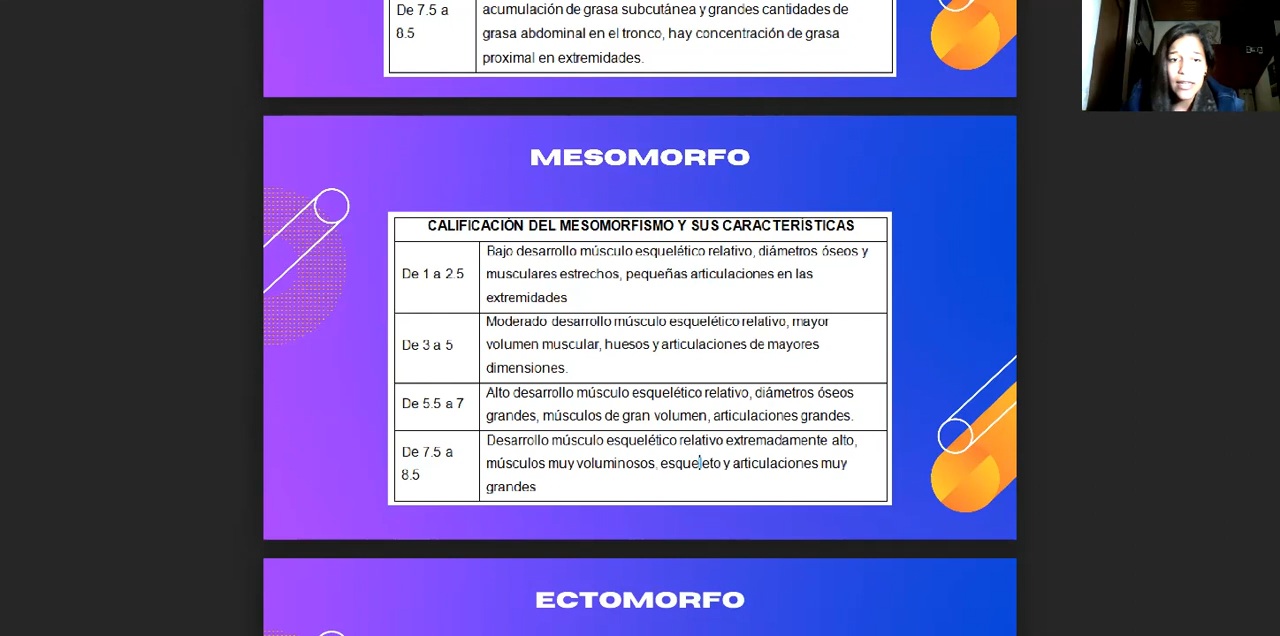 acumulación de grasa subcutánea y grandes cantidades de
De 7.5 a
8.5
grasa abdominal en el tronco, hay concentración de grasa
proximal en extremidades.
MESOMORFO
CALIFICACIÓN DEL MESOMORFISMO Y SUS CARACTERÍSTICAS
De 1 a 2.5
Bajo desarrollo músculo esquelético relativo, diámetros óseos y
musculares estrechos, pequeñas articulaciones en las
extremidades
De 3 a 5
Moderado desarrollo músculo esquelético relativo, mayor
volumen muscular, huesos y articulaciones de mayores
dimensiones.
De 5.5 a 7
Alto desarrollo músculo esquelético relativo, diámetros óseos
grandes, músculos de gran volumen, articulaciones grandes.
De 7.5 a
8.5
Desarrollo músculo esquelético relativo extremadamente alto,
músculos muy voluminosos, esqueleto y articulaciones muy
grandes
ECTOMORFO